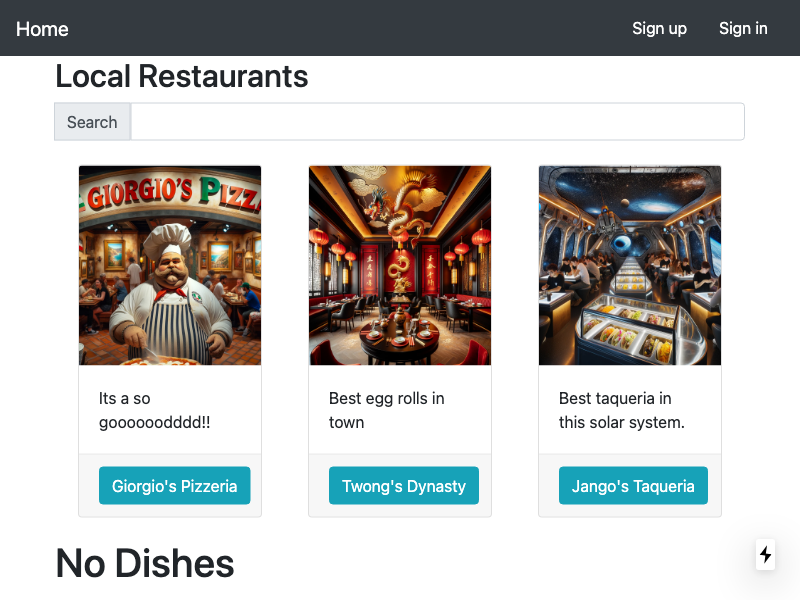 Home
Sign up
Sign in
Local Restaurants
Search
GIORGIO'S PIZZ
Its a so
gooooooodddd!!
Best egg rolls in
town
Best taqueria in
this solar system.
Giorgio's Pizzeria
Twong's Dynasty
Jango's Taqueria
No Dishes